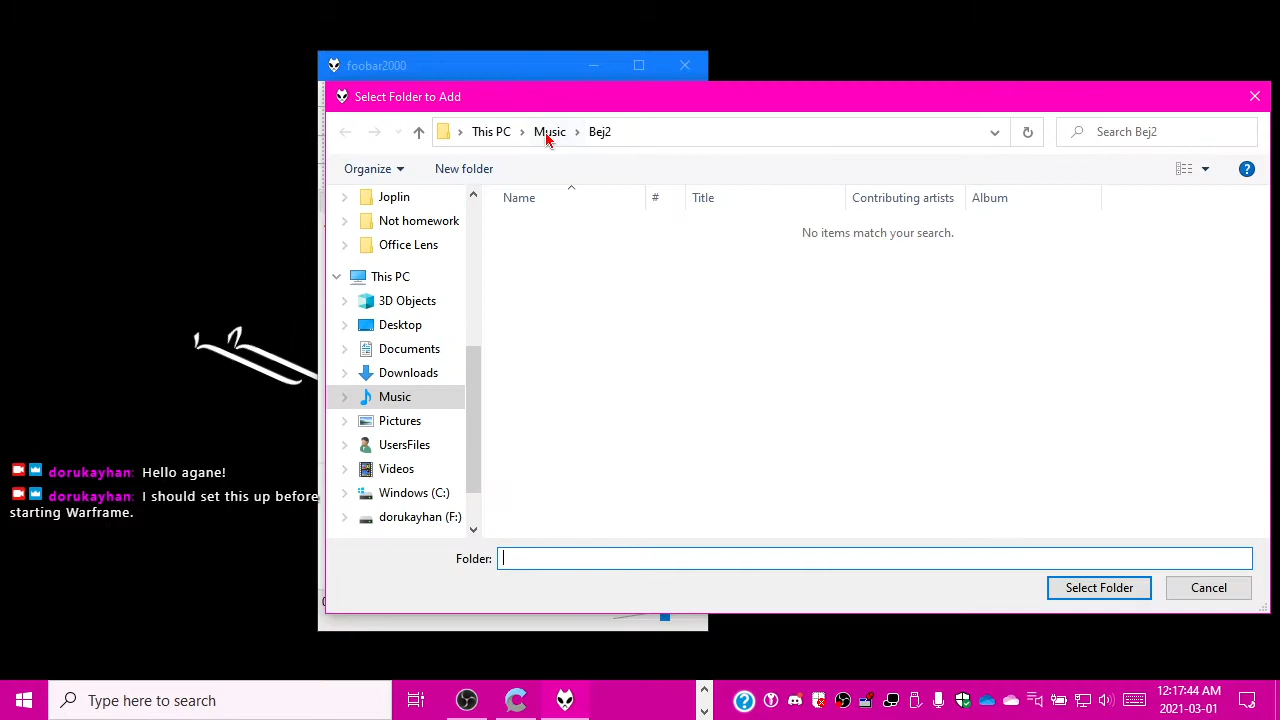 foobar2000
Select Folder to Add
This PC
Music
Bej2
Search Bej2
Organize
New folder
Joplin
Not homework
Office Lens
This PC
3D Objects
Desktop
Documents
Downloads
Music
Pictures
UsersFiles
Videos
Windows (C:)
dorukayhan (F:)
Name
#
Title
Contributing artists
Album
No items match your search.
dorukayhan: Hello agane!
dorukayhan: I should set this up before
starting Warframe.
Folder:
Select Folder
Cancel
Type here to search
12:17:44 AM
2021-03-01